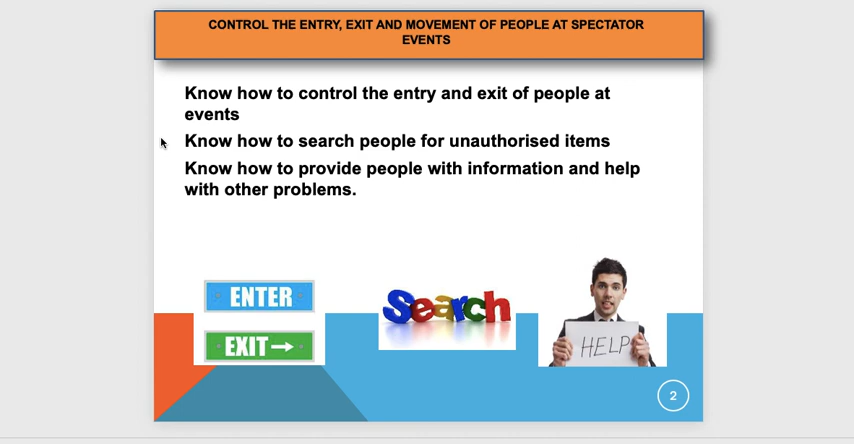 CONTROL THE ENTRY, EXIT AND MOVEMENT OF PEOPLE AT SPECTATOR
EVENTS
Know how to control the entry and exit of people at
events
Know how to search people for unauthorised items
Know how to provide people with information and help
with other problems.
ENTER
EXIT→
Search
HELP
2